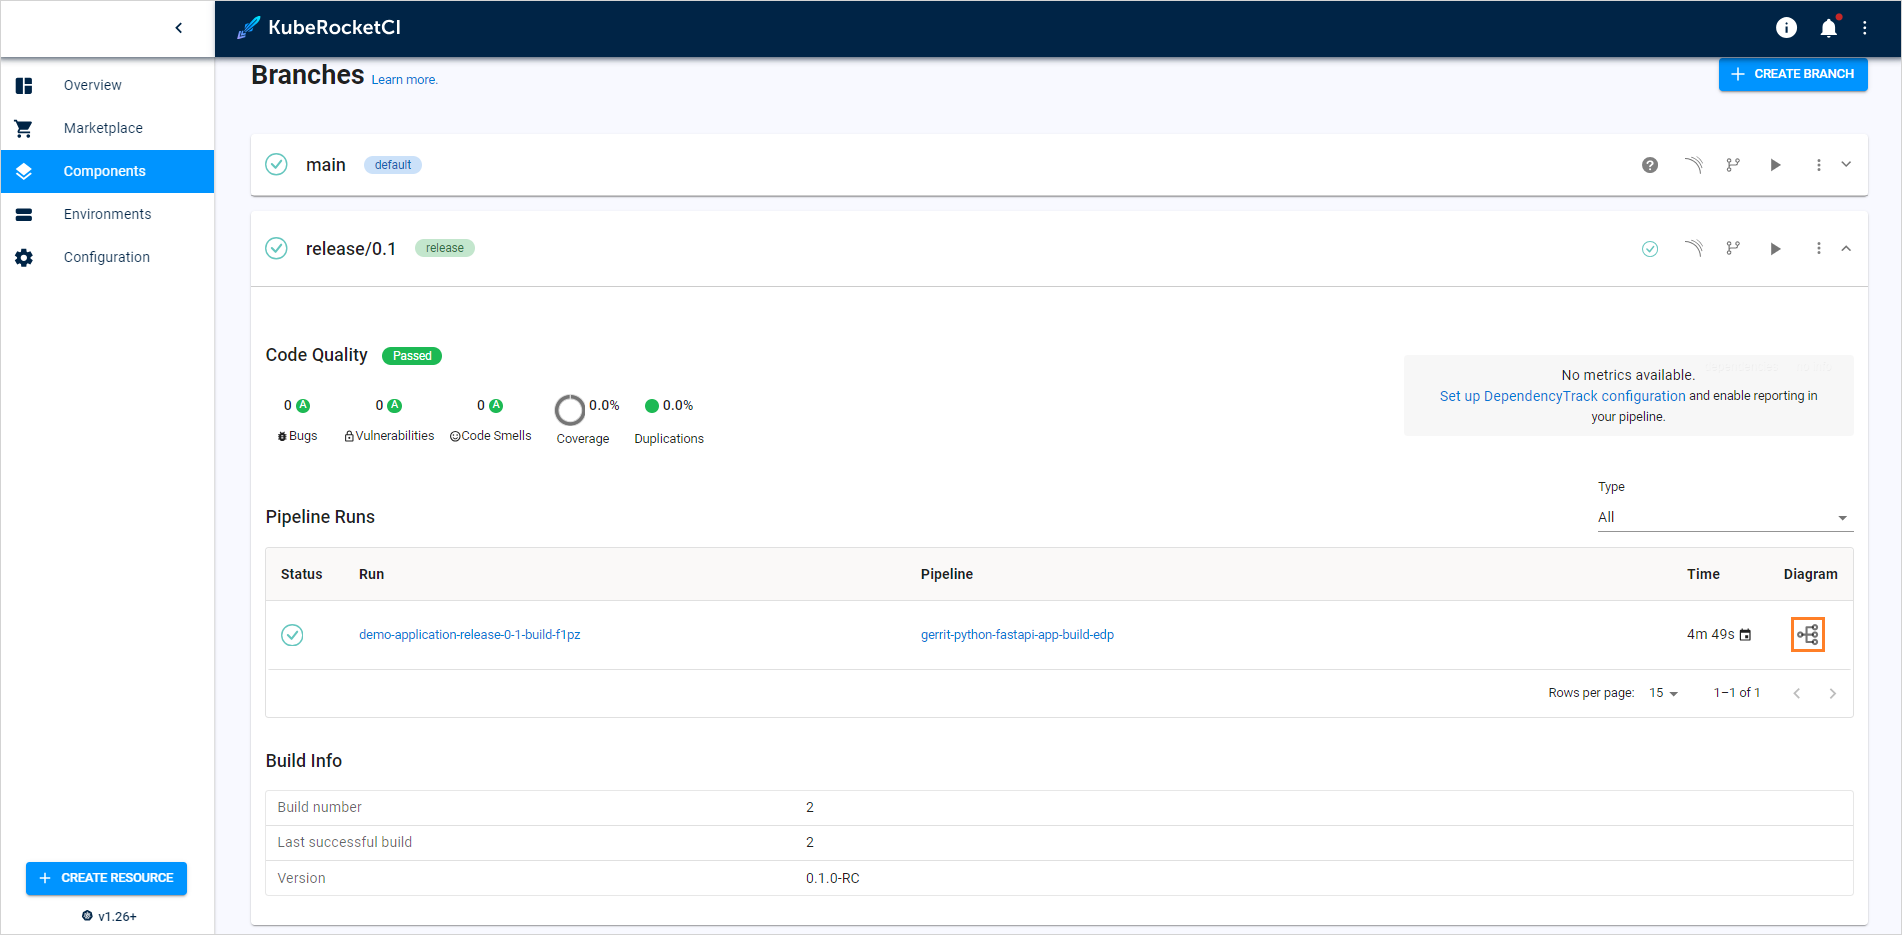 KubeRocketCI
Overview
Marketplace
Components
Environments
Configuration
CREATE RESOURCE
v1.26+
Branches Learn more.
CREATE BRANCH
main default
release/0.1 release
Code Quality Passed
0 A 0 A 0 A 0.0% 0.0%
Bugs Vulnerabilities Code Smells Coverage Duplications
No metrics available.
Set up DependencyTrack configuration and enable reporting in
your pipeline.
Pipeline Runs
Type
All
Status Run Pipeline Time Diagram
demo-application-release-0-1-build-f1pz gerrit-python-fastapi-app-build-edp 4m 49s
Rows per page: 15 1–1 of 1
Build Info
Build number 2
Last successful build 2
Version 0.1.0-RC